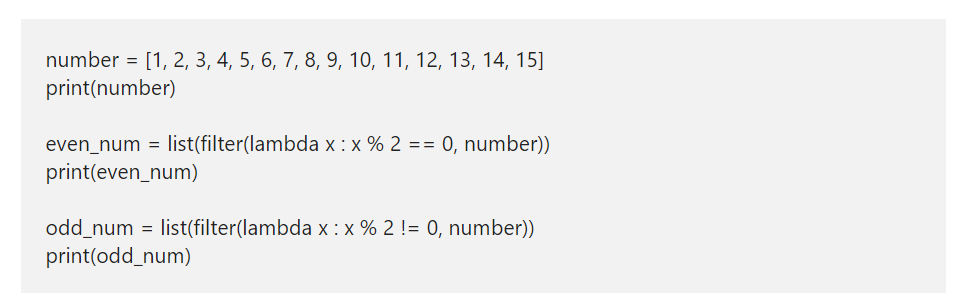 number = [1, 2, 3, 4, 5, 6, 7, 8, 9, 10, 11, 12, 13, 14, 15]
print(number)
even_num = list(filter(lambda x : x % 2 == 0, number))
print(even_num)
odd_num = list(filter(lambda x : x % 2 != 0, number))
print(odd_num)